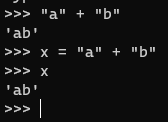 >>> "a" + "b"
'ab'
>>> x = "a" + "b"
>>> x
'ab'
>>>